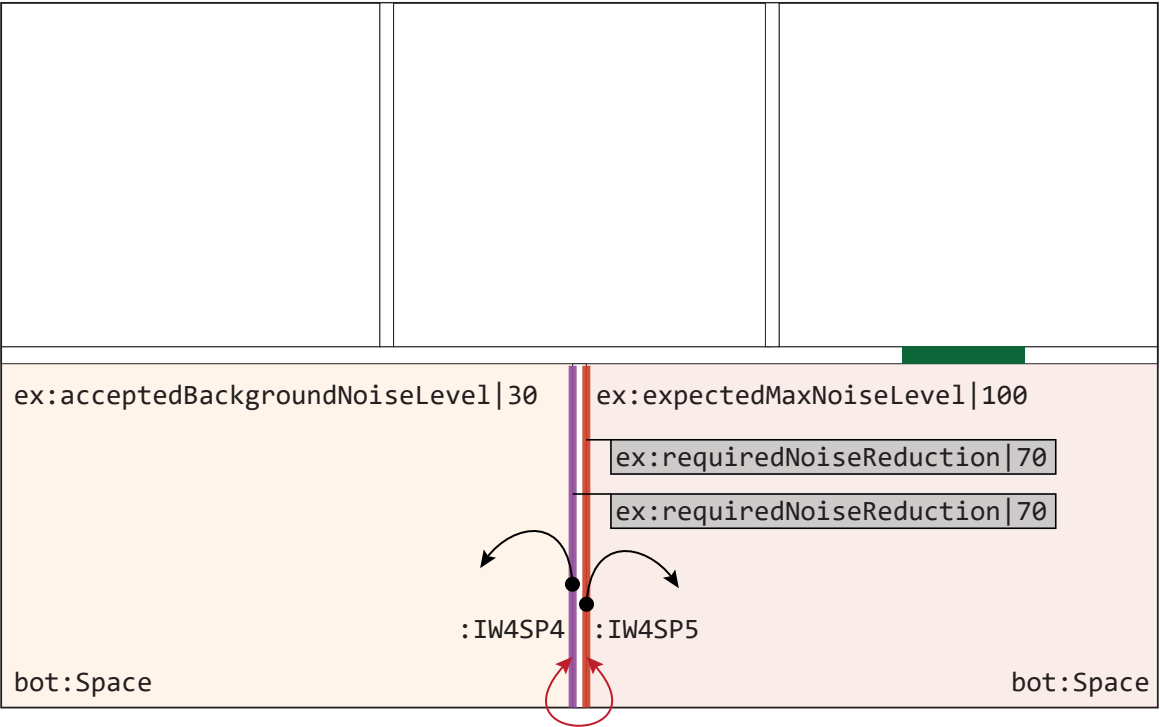 ex:acceptedBackgroundNoiseLevel|30
ex:expectedMaxNoiseLevel|100
ex:requiredNoiseReduction|70
ex:requiredNoiseReduction|70
:IW4SP4
:IW4SP5
bot:Space
bot:Space